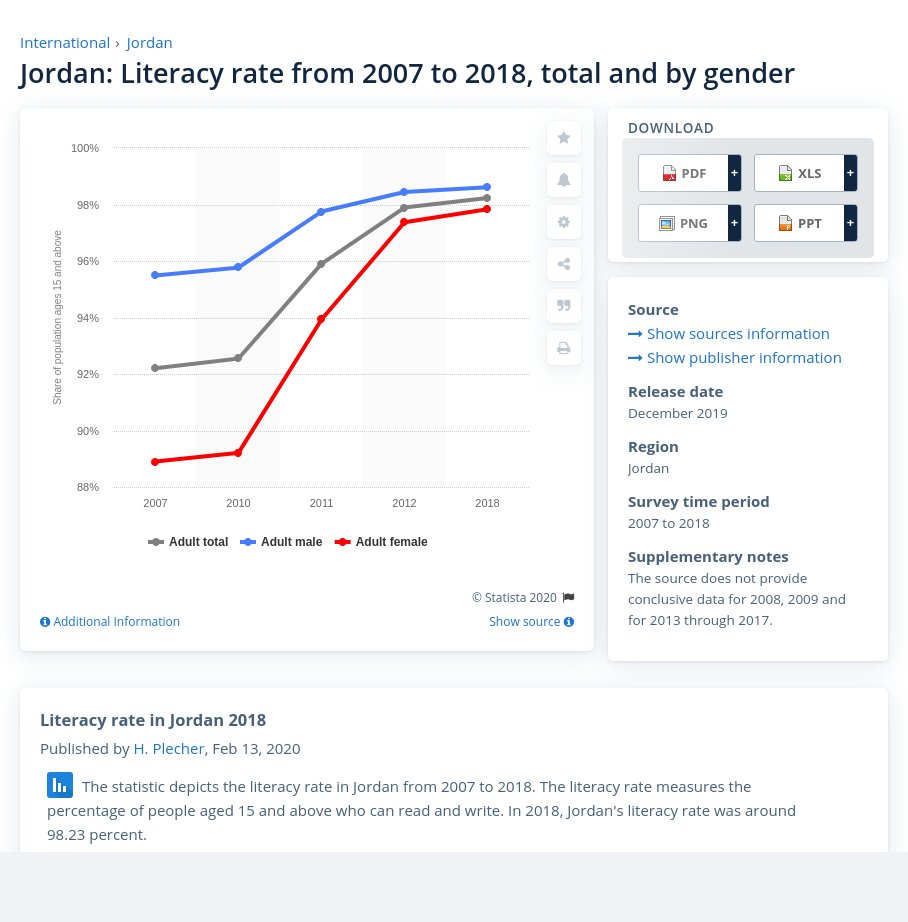 International › Jordan
Jordan: Literacy rate from 2007 to 2018, total and by gender
100%
98%
96%
94%
92%
90%
88%
Share of population ages 15 and above
2007 2010 2011 2012 2018
Adult total Adult male Adult female
© Statista 2020
Additional Information Show source
DOWNLOAD
PDF + XLS +
PNG + PPT +
Source
Show sources information
Show publisher information
Release date
December 2019
Region
Jordan
Survey time period
2007 to 2018
Supplementary notes
The source does not provide
conclusive data for 2008, 2009 and
for 2013 through 2017.
Literacy rate in Jordan 2018
Published by H. Plecher, Feb 13, 2020
The statistic depicts the literacy rate in Jordan from 2007 to 2018. The literacy rate measures the
percentage of people aged 15 and above who can read and write. In 2018, Jordan's literacy rate was around
98.23 percent.